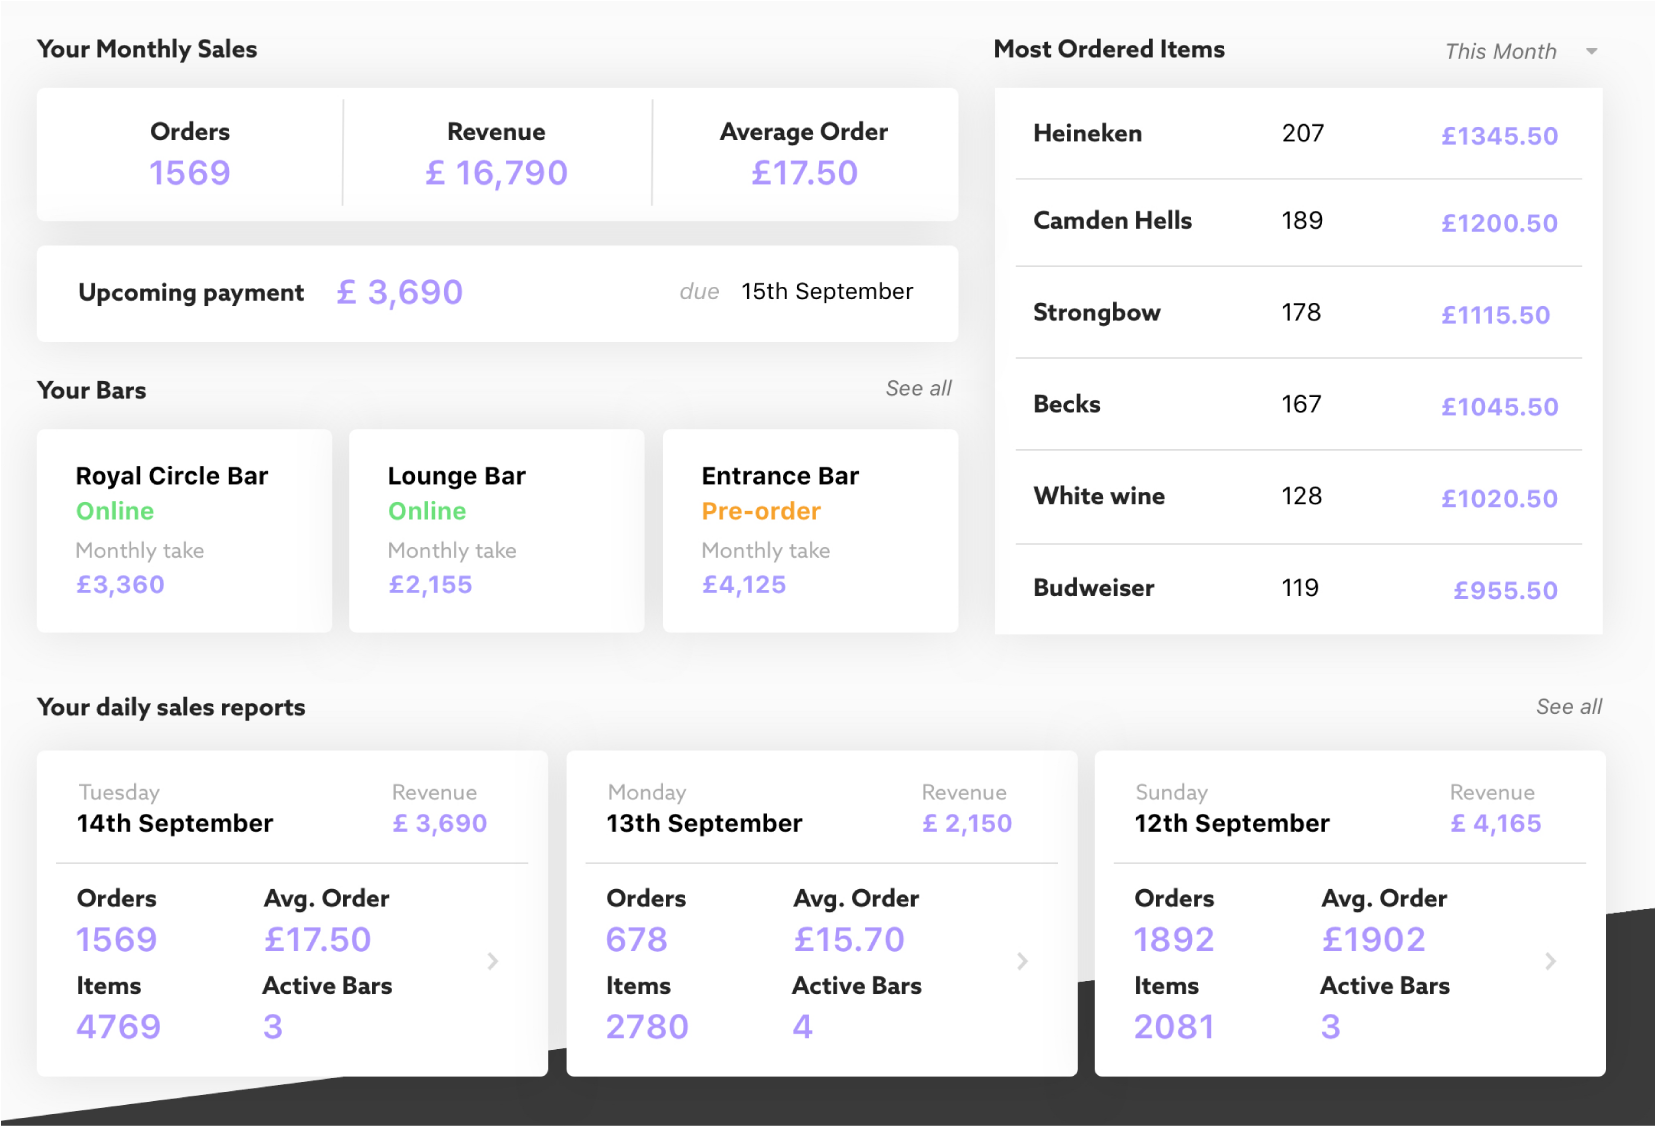 Your Monthly Sales
Orders Revenue Average Order
1569 £ 16,790 £17.50
Upcoming payment £ 3,690 due 15th September
Your Bars See all
Royal Circle Bar
Online
Monthly take
£3,360
Lounge Bar
Online
Monthly take
£2,155
Entrance Bar
Pre-order
Monthly take
£4,125
Most Ordered Items This Month
Heineken 207 £1345.50
Camden Hells 189 £1200.50
Strongbow 178 £1115.50
Becks 167 £1045.50
White wine 128 £1020.50
Budweiser 119 £955.50
Your daily sales reports See all
Tuesday Revenue
14th September £ 3,690
Orders Avg. Order
1569 £17.50
Items Active Bars
4769 3
Monday Revenue
13th September £ 2,150
Orders Avg. Order
678 £15.70
Items Active Bars
2780 4
Sunday Revenue
12th September £ 4,165
Orders Avg. Order
1892 £1902
Items Active Bars
2081 3